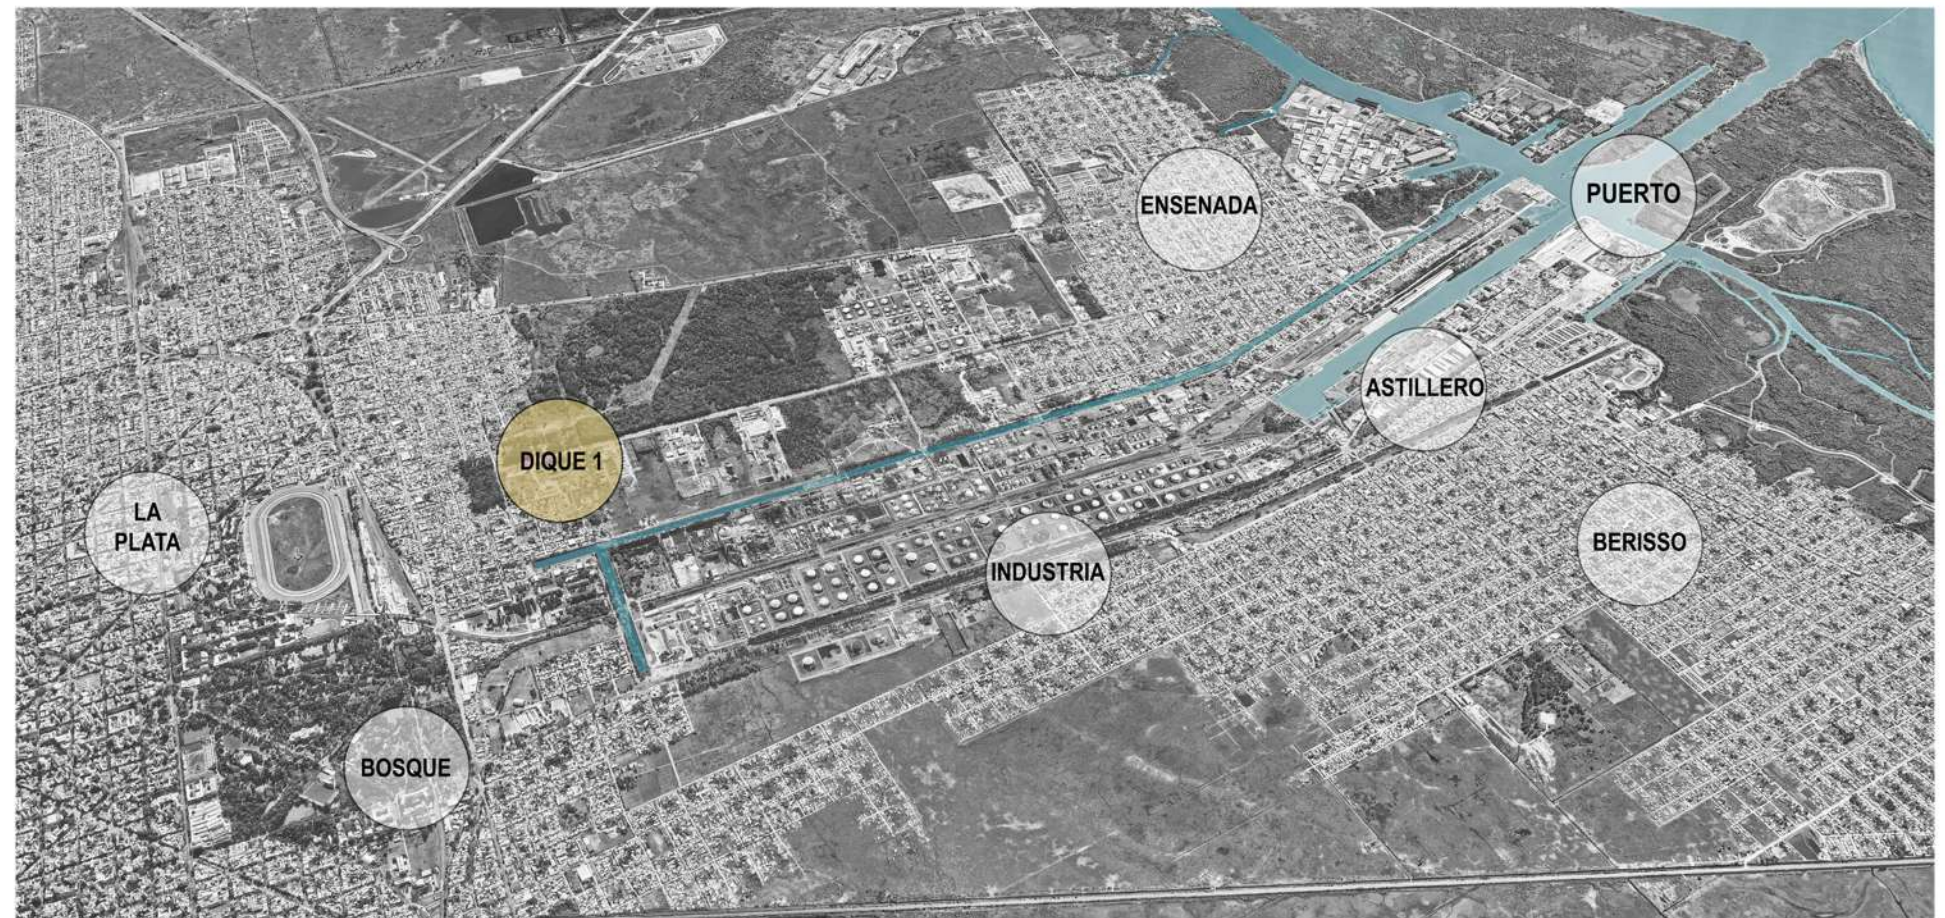 PUERTO
ENSENADA
ASTILLERO
DIQUE 1
LA
PLATA
BERISSO
INDUSTRIA
BOSQUE